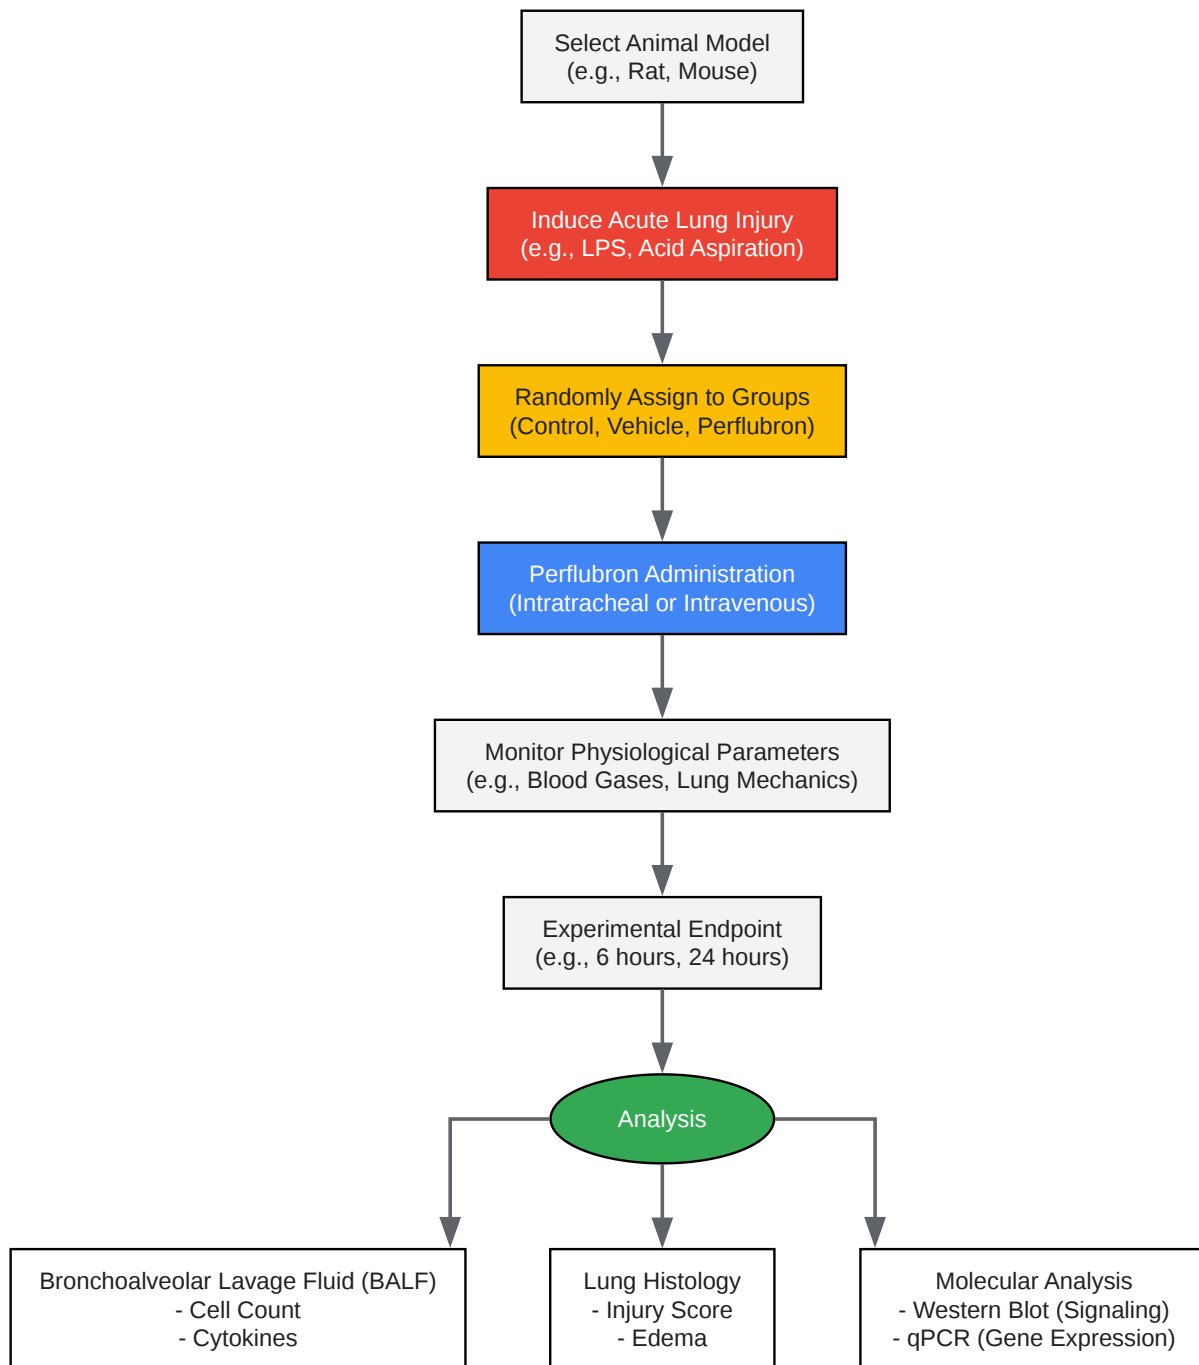 Select Animal Model
(e.g., Rat, Mouse)
Induce Acute Lung Injury
(e.g., LPS, Acid Aspiration)
Randomly Assign to Groups
(Control, Vehicle, Perflubron)
Perflubron Administration
(Intratracheal or Intravenous)
Monitor Physiological Parameters
(e.g., Blood Gases, Lung Mechanics)
Experimental Endpoint
(e.g., 6 hours, 24 hours)
Analysis
Bronchoalveolar Lavage Fluid (BALF)
- Cell Count
- Cytokines
Lung Histology
- Injury Score
- Edema
Molecular Analysis
- Western Blot (Signaling)
- qPCR (Gene Expression)